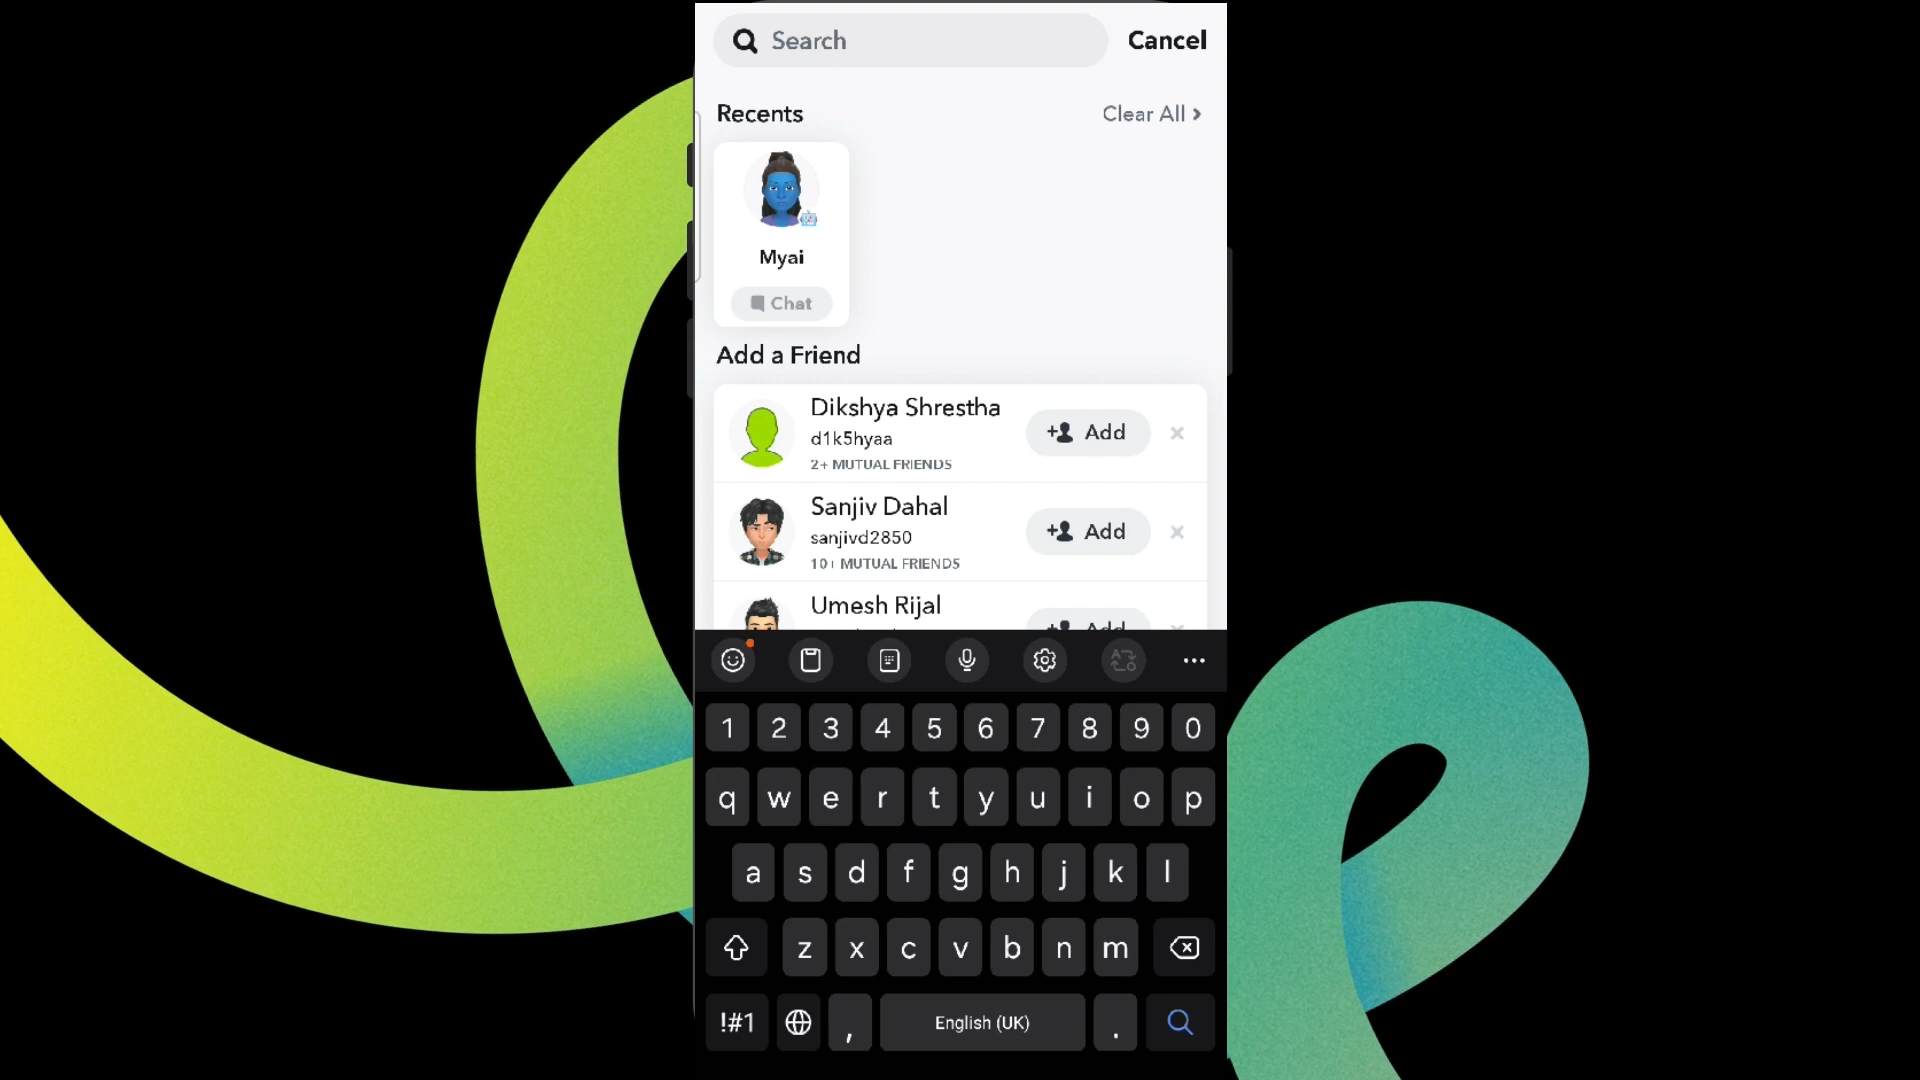 Search
Cancel
Recents
Clear All >
Myai
Chat
Add a Friend
Dikshya Shrestha
d1k5hyaa
2+ MUTUAL FRIENDS
Add
Sanjiv Dahal
sanjivd2850
10+ MUTUAL FRIENDS
Add
Umesh Rijal
Add
1 2 3 4 5 6 7 8 9 0
q w e r t y u i o p
a s d f g h j k l
z x c v b n m
!#1 , English (UK) .